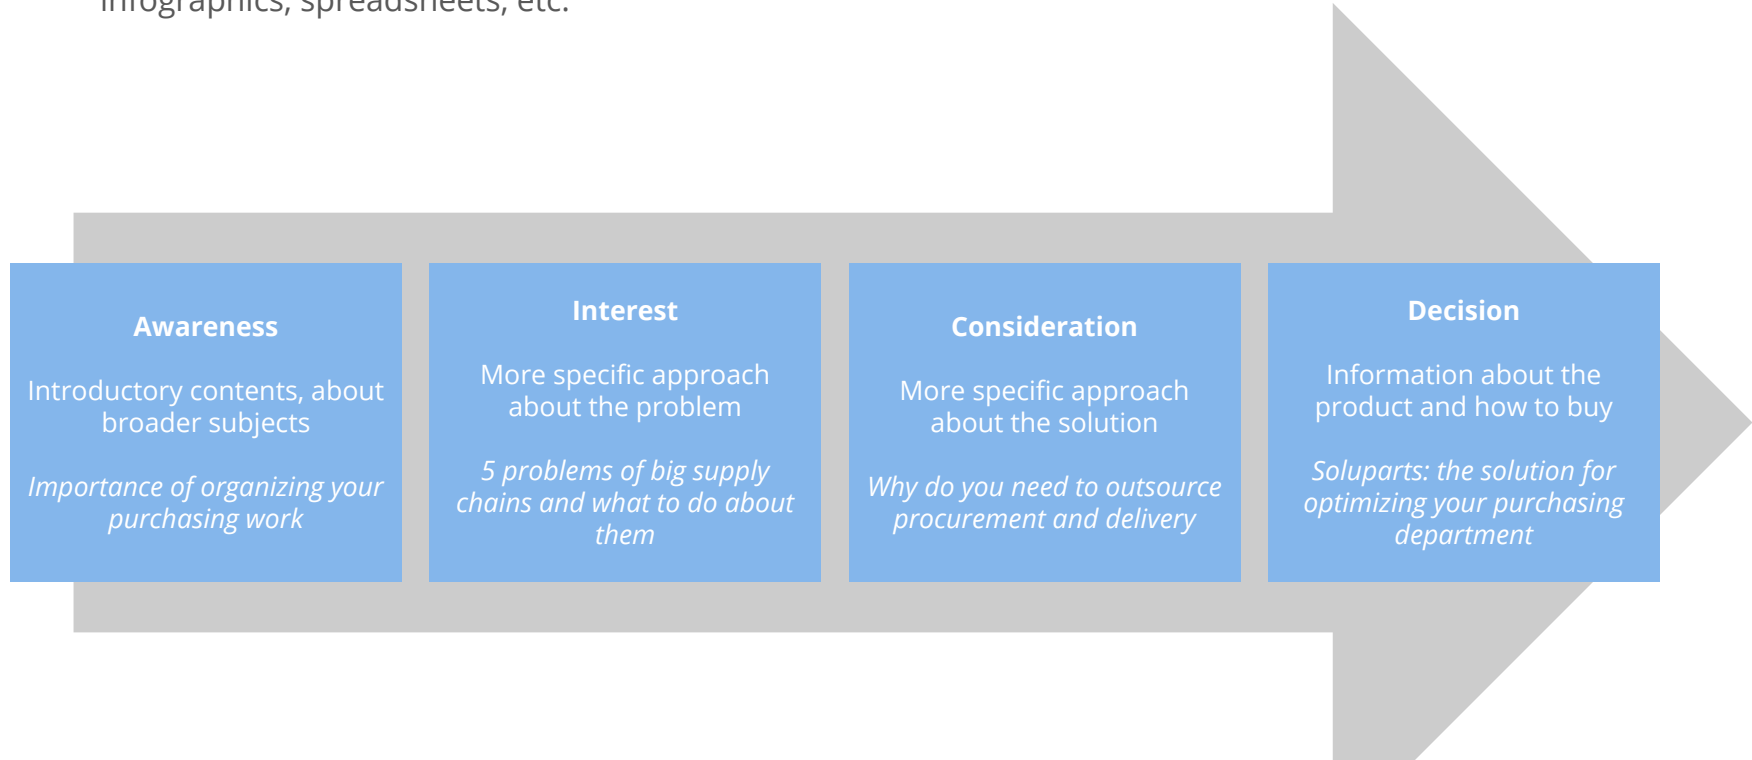 infographics, spreadsheets, etc.
Awareness
Introductory contents, about
broader subjects
Importance of organizing your
purchasing work
Interest
More specific approach
about the problem
5 problems of big supply
chains and what to do about
them
Consideration
More specific approach
about the solution
Why do you need to outsource
procurement and delivery
Decision
Information about the
product and how to buy
Soluparts: the solution for
optimizing your purchasing
department